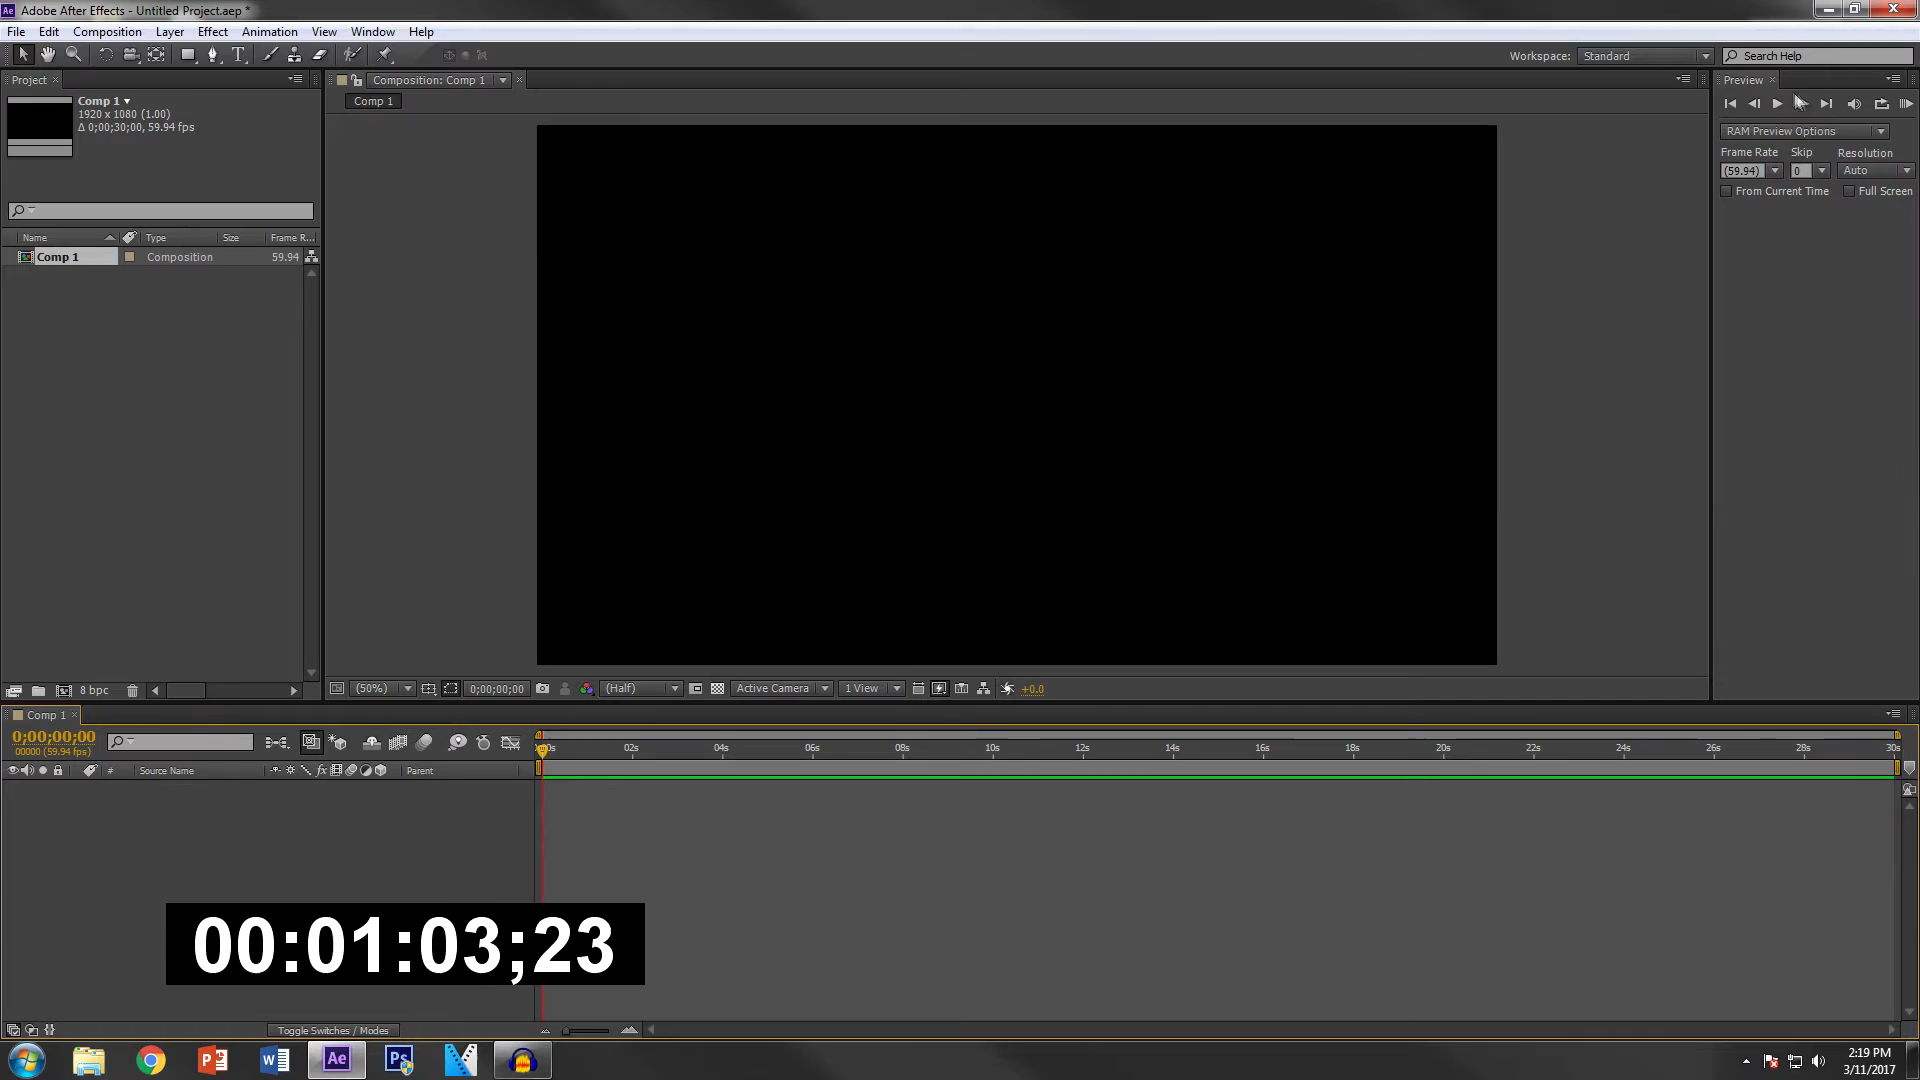 Ae Adobe After Effects - Untitled Project.aep *
File Edit Composition Layer Effect Animation View Window Help
T Workspace: Standard Search Help
Project × Composition: Comp 1 × Preview ×
Comp 1
1920 x 1080 (1.00)
Δ 0;00;30;00, 59.94 fps
Comp 1
RAM Preview Options
Frame Rate Skip Resolution
(59.94) 0 Auto
From Current Time Full Screen
Name Type Size Frame R...
Comp 1 Composition 59.94
8 bpc (50%) 0;00;00;00 (Half) Active Camera 1 View +0.0
Comp 1 ×
0;00;00;00
00000 (59.94 fps)
0s 02s 04s 06s 08s 10s 12s 14s 16s 18s 20s 22s 24s 26s 28s 30s
# Source Name fx Parent
00:01:03;23
Toggle Switches / Modes
P W Ae Ps
2:19 PM
3/11/2017